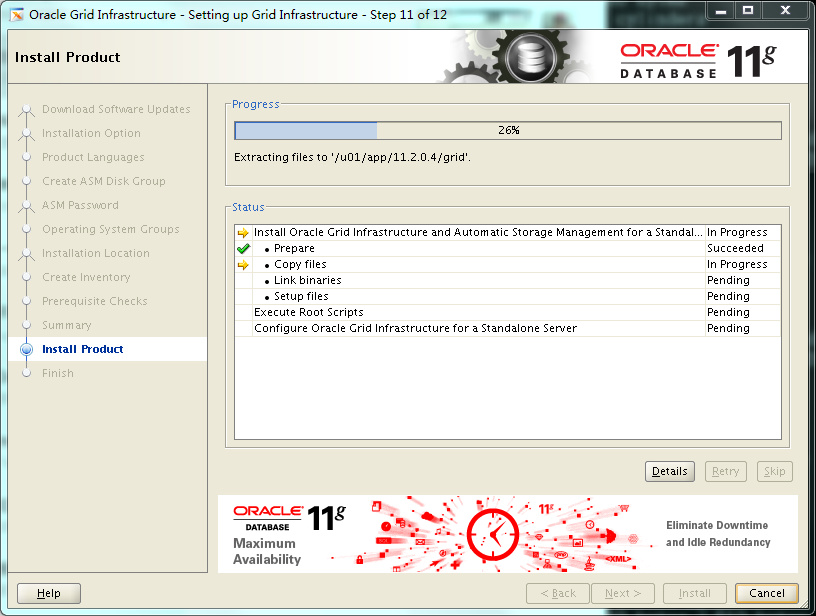 Oracle Grid Infrastructure - Setting up Grid Infrastructure - Step 11 of 12
Install Product
ORACLE
DATABASE
11g
Download Software Updates
Installation Option
Product Languages
Create ASM Disk Group
ASM Password
Operating System Groups
Installation Location
Create Inventory
Prerequisite Checks
Summary
Install Product
Finish
Progress
26%
Extracting files to '/u01/app/11.2.0.4/grid'.
Status
Install Oracle Grid Infrastructure and Automatic Storage Management for a Standal... In Progress
• Prepare Succeeded
• Copy files In Progress
• Link binaries Pending
• Setup files Pending
Execute Root Scripts Pending
Configure Oracle Grid Infrastructure for a Standalone Server Pending
Details Retry Skip
ORACLE
DATABASE
11g
Maximum
Availability
11g
<XML>
Eliminate Downtime
and Idle Redundancy
Help < Back Next > Install Cancel